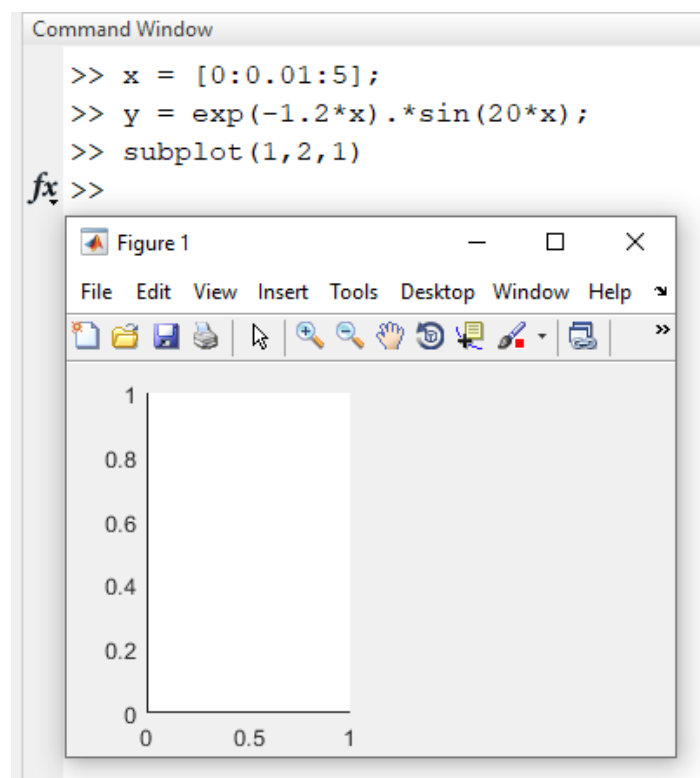 Command Window
>> x = [0:0.01:5];
>> y = exp(-1.2*x).*sin(20*x);
>> subplot(1,2,1)
fx >>
Figure 1
File Edit View Insert Tools Desktop Window Help
1
0.8
0.6
0.4
0.2
0
0 0.5 1